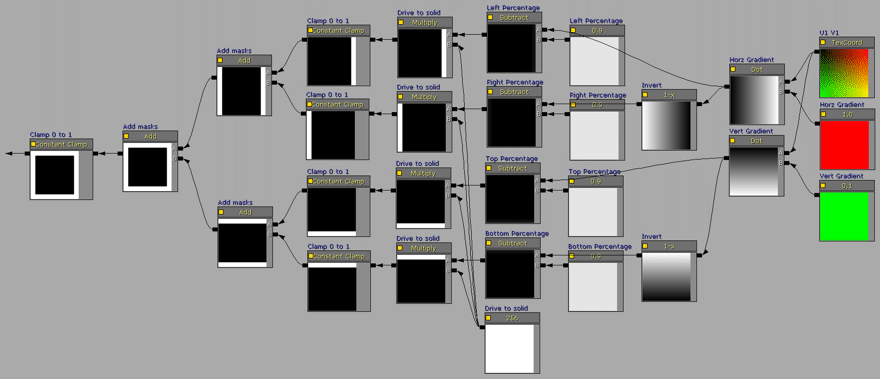 Clamp 0 to 1
Constant Clamp
Add masks
Add
Add masks
Add
Add masks
Add
Clamp 0 to 1
Constant Clamp
Clamp 0 to 1
Constant Clamp
Clamp 0 to 1
Constant Clamp
Clamp 0 to 1
Constant Clamp
Drive to solid
Multiply
Drive to solid
Multiply
Drive to solid
Multiply
Drive to solid
Multiply
Left Percentage
Subtract
Right Percentage
Subtract
Top Percentage
Subtract
Bottom Percentage
Subtract
Drive to solid
256
Left Percentage
0.9
Right Percentage
0.9
Top Percentage
0.9
Bottom Percentage
0.9
Invert
1-x
Invert
1-x
Horz Gradient
Dot
Vert Gradient
Dot
U1 V1
TexCoord
Horz Gradient
1,0
Vert Gradient
0,1